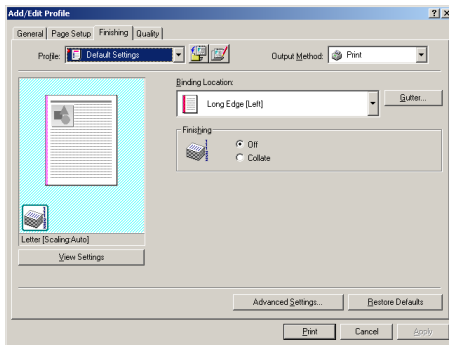 Add/Edit Profile
General Page Setup Finishing Quality
Profile: Default Settings Output Method: Print
Binding Location:
Long Edge [Left] Gutter...
Finishing
Off
Collate
Letter [Scaling:Auto]
View Settings
Advanced Settings... Restore Defaults
Print Cancel Apply